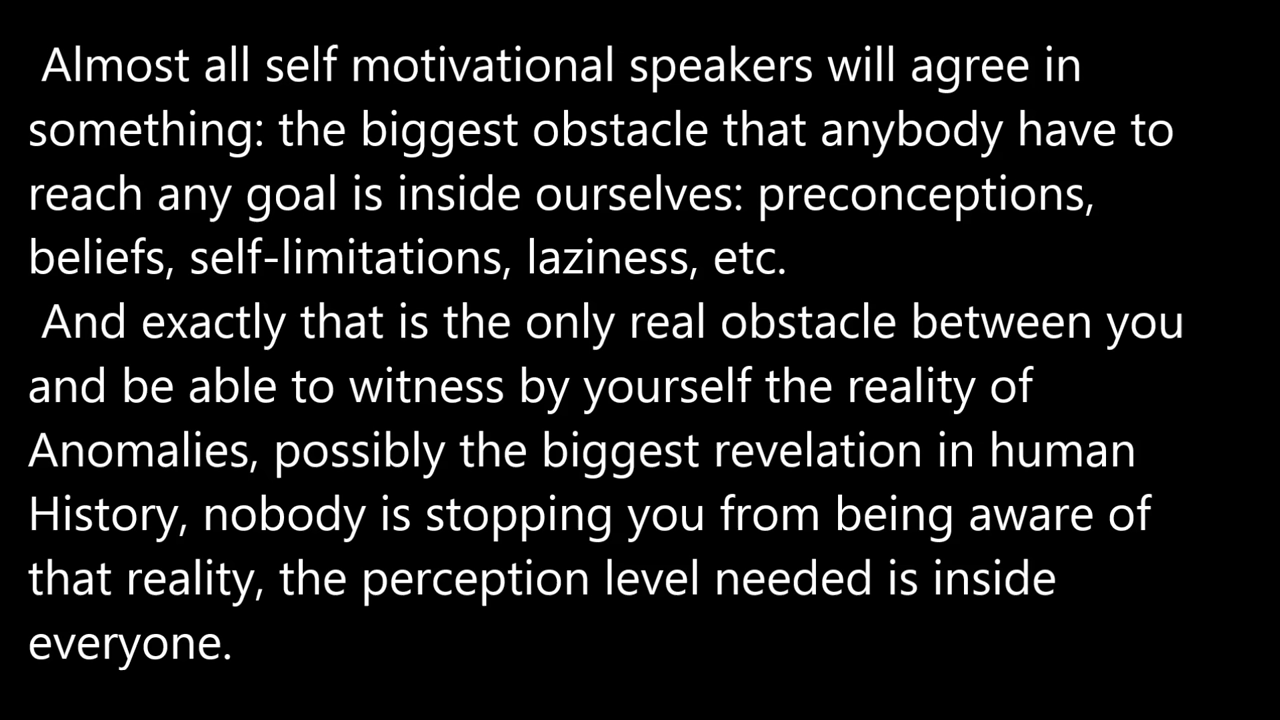 Almost all self motivational speakers will agree in
something: the biggest obstacle that anybody have to
reach any goal is inside ourselves: preconceptions,
beliefs, self-limitations, laziness, etc.
And exactly that is the only real obstacle between you
and be able to witness by yourself the reality of
Anomalies, possibly the biggest revelation in human
History, nobody is stopping you from being aware of
that reality, the perception level needed is inside
everyone.